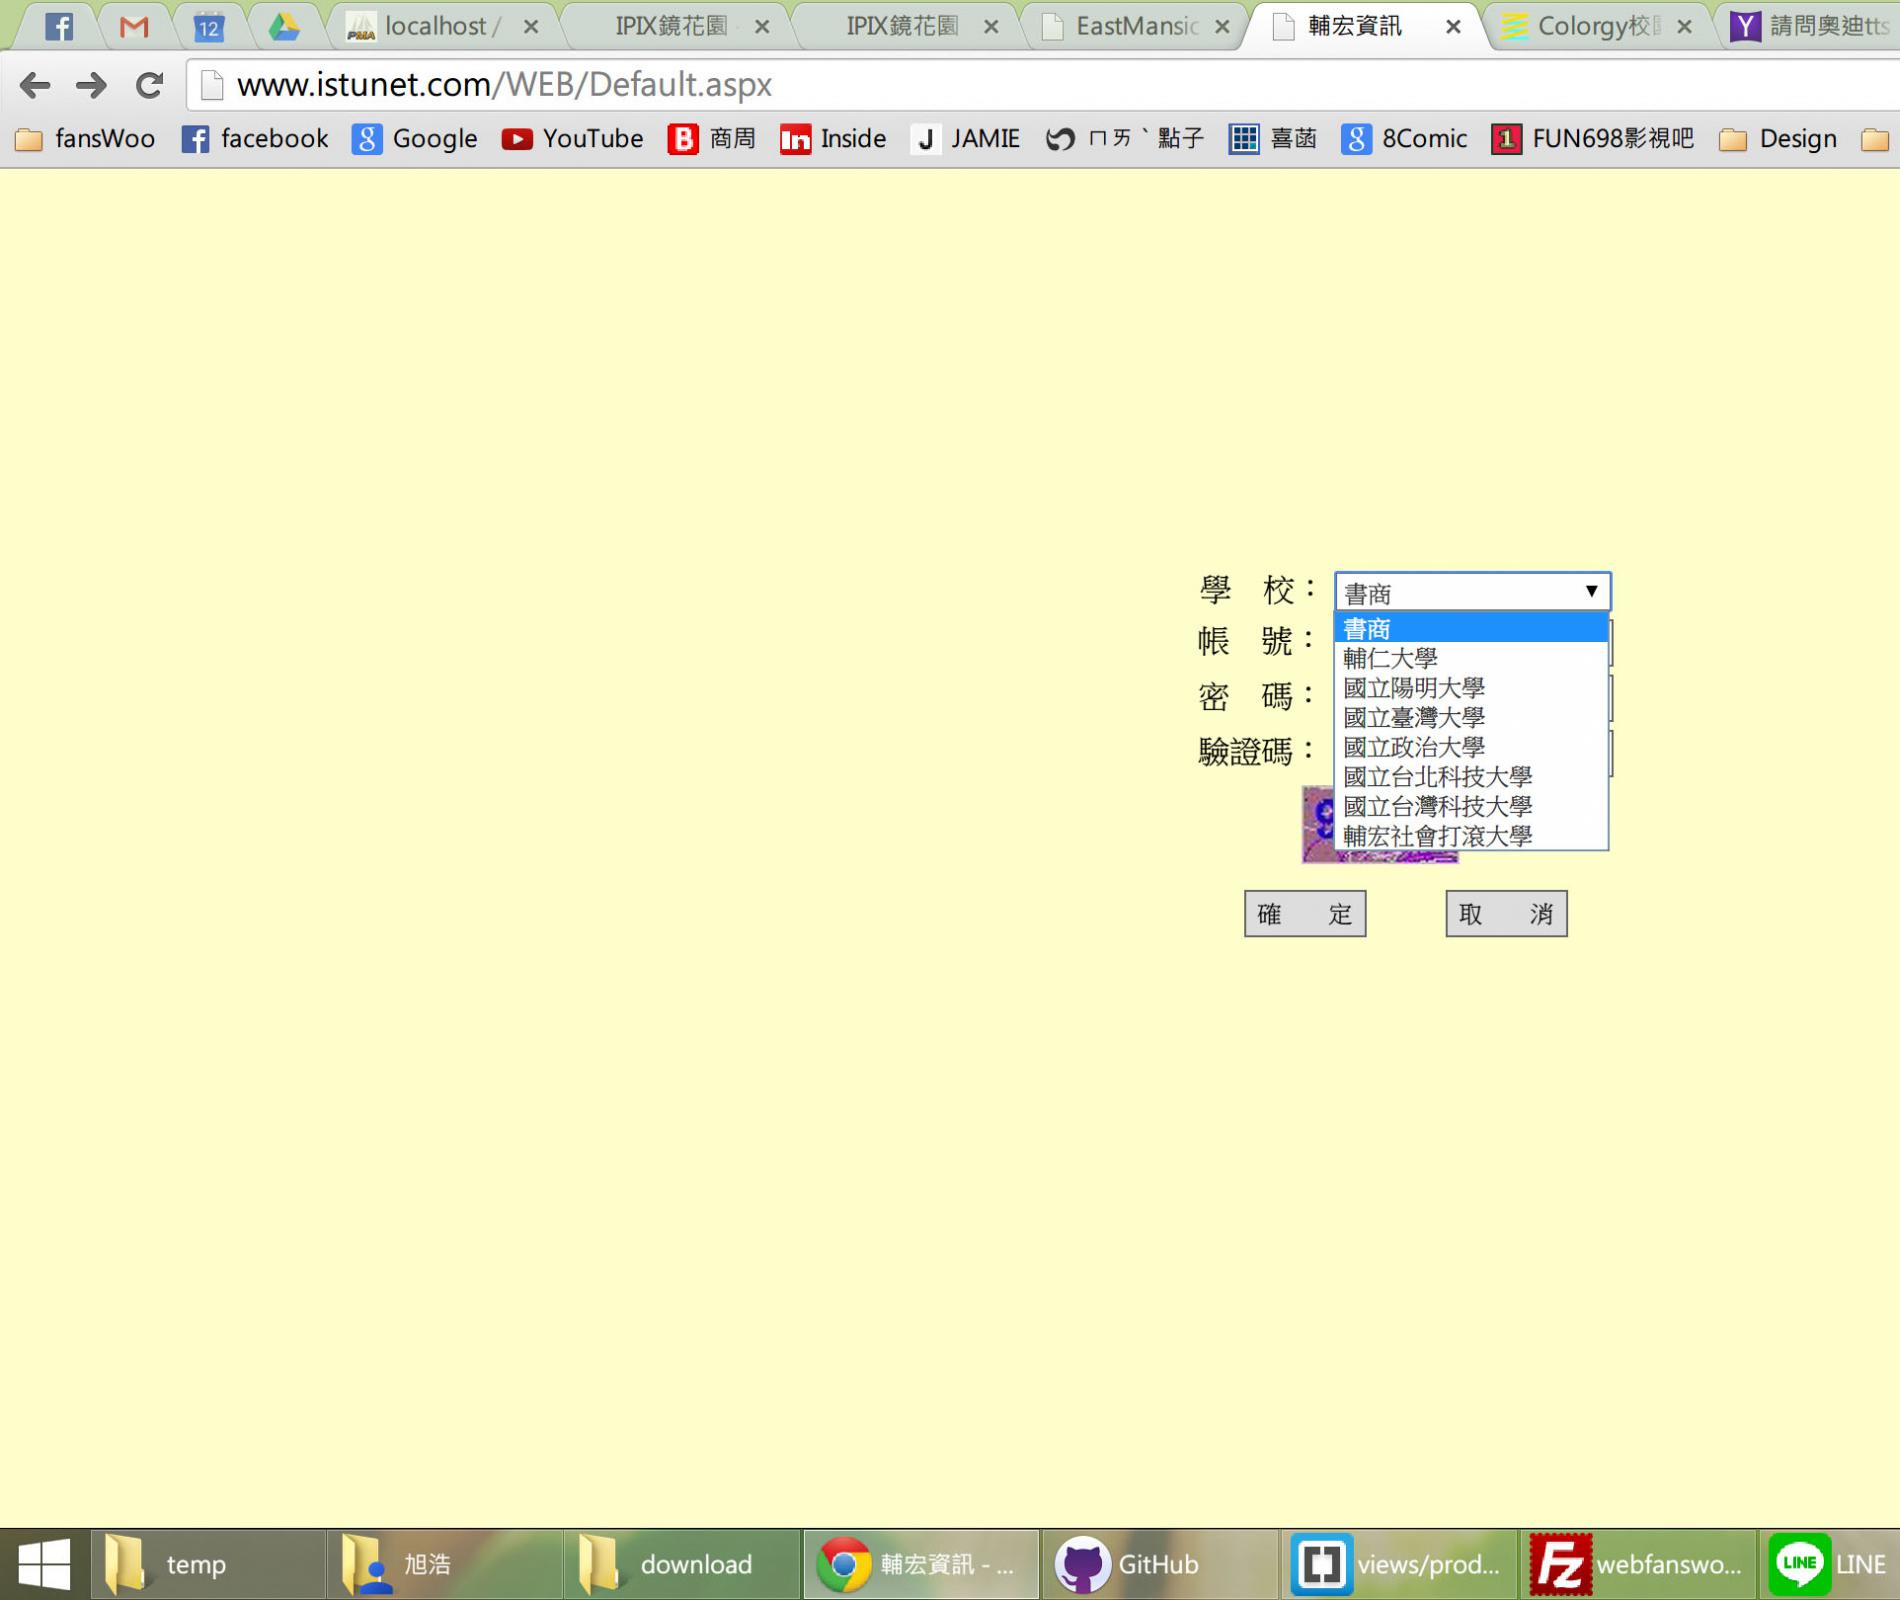 12
PMA localhost /
IPIX鏡花園
IPIX鏡花園
EastMansic
輔宏資訊
Colorgy校
請問奧迪tts
www.istunet.com/WEB/Default.aspx
fansWoo
facebook
Google
YouTube
商周
Inside
JAMIE
ㄇㄞˋ點子
喜菡
8Comic
FUN698影視吧
Design
學 校：
書商
書商
輔仁大學
國立陽明大學
國立臺灣大學
國立政治大學
國立台北科技大學
國立台灣科技大學
輔宏社會打滾大學
帳 號：
密 碼：
驗證碼：
確 定
取 消
temp
旭浩
download
輔宏資訊 - ...
GitHub
views/prod...
webfanswo...
LINE
LINE